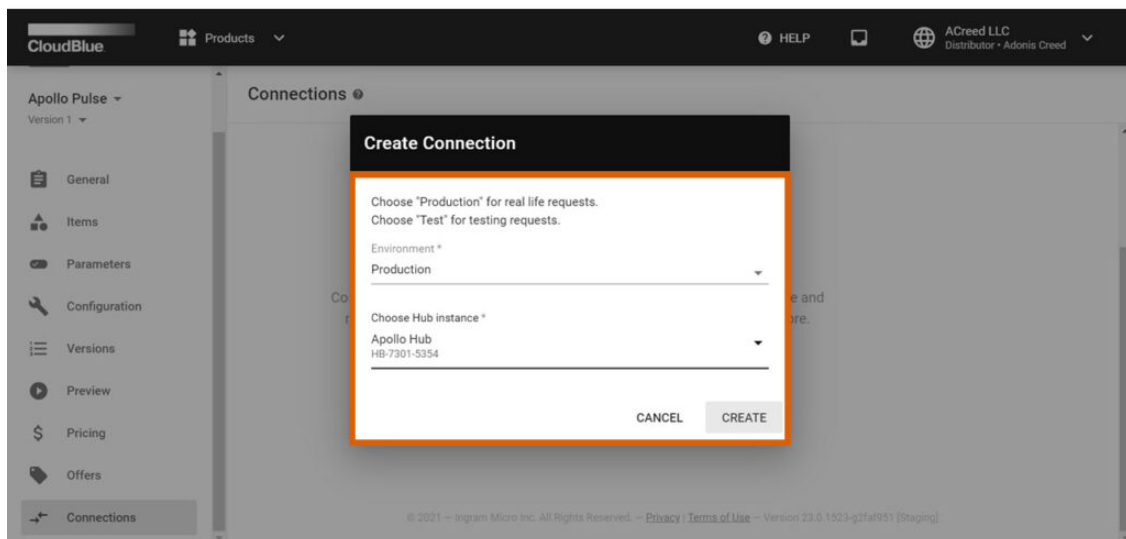 CloudBlue
Products
HELP
ACreed LLC
Distributor • Adonis Creed
Apollo Pulse
Version 1
Connections
Create Connection
General
Choose "Production" for real life requests.
Choose "Test" for testing requests.
Items
Environment *
Production
Parameters
Co
e and
Configuration
Choose Hub instance *
r
ore.
Apollo Hub
HB-7301-5354
Versions
Preview
CANCEL
CREATE
Pricing
Offers
Connections
© 2021 – Ingram Micro Inc. All Rights Reserved. – Privacy | Terms of Use – Version 23.0.1523-g2faf951 [Staging]